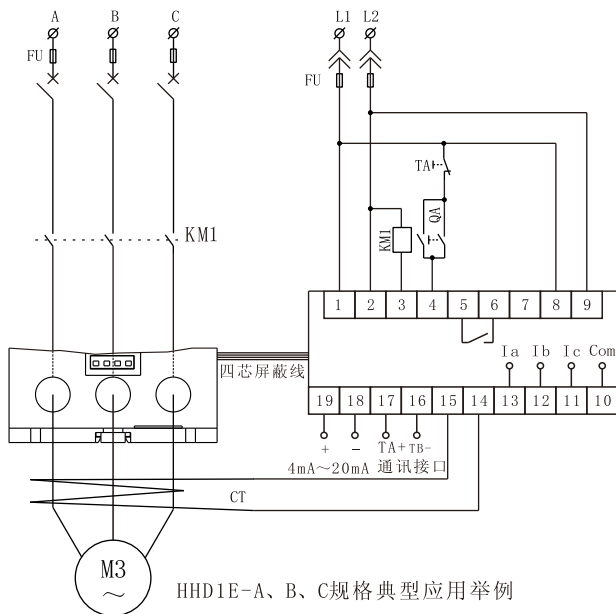 A B C L1 L2
FU
FU
TA
QA
KM1
KM1
1 2 3 4 5 6 7 8 9
四芯屏蔽线
Ia Ib Ic Com
19 18 17 16 15 14 13 12 11 10
+ - TA+ TB-
4mA～20mA 通讯接口
CT
M3
～
HHD1E-A、B、C规格典型应用举例